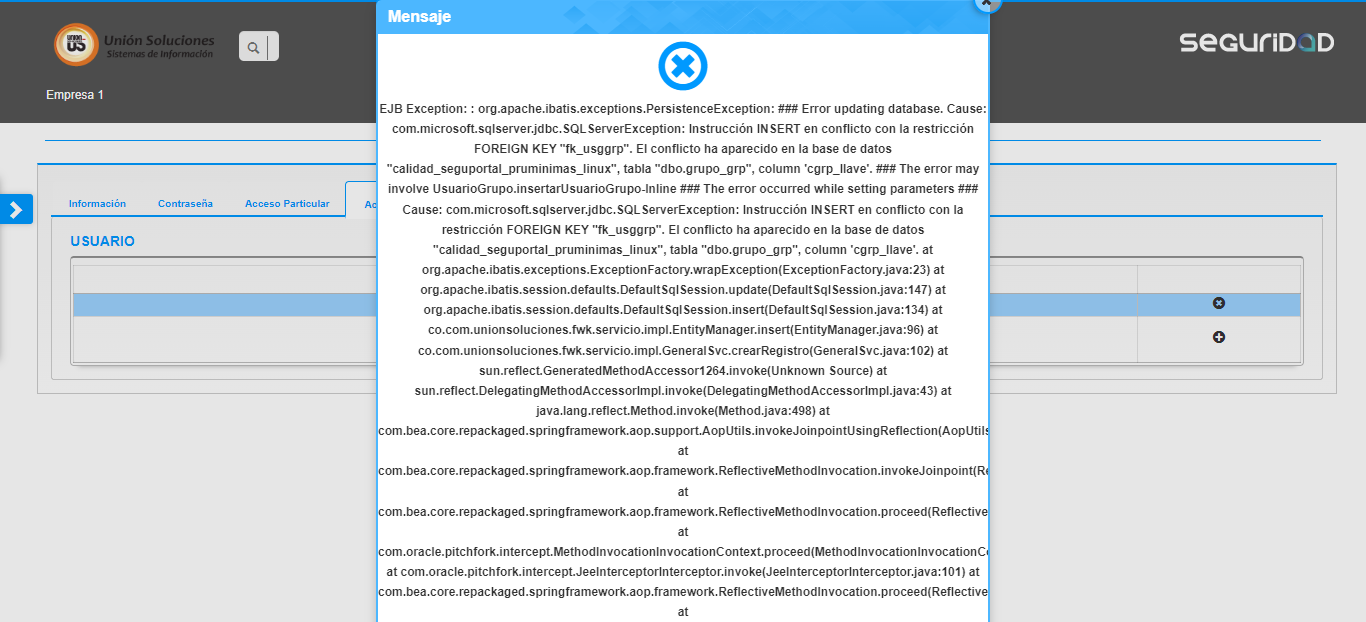 Mensaje
Unión Soluciones
Sistemas de Información
SEGURIDAD
Empresa 1
EJB Exception: : org.apache.ibatis.exceptions.PersistenceException: ### Error updating database. Cause:
com.microsoft.sqlserver.jdbc.SQLServerException: Instrucción INSERT en conflicto con la restricción
FOREIGN KEY "fk_usggrp". El conflicto ha aparecido en la base de datos
"calidad_seguportal_pruminimas_linux", tabla "dbo.grupo_grp", column 'cgrp_llave'. ### The error may
involve UsuarioGrupo.insertarUsuarioGrupo-Inline ### The error occurred while setting parameters ###
Cause: com.microsoft.sqlserver.jdbc.SQLServerException: Instrucción INSERT en conflicto con la
restricción FOREIGN KEY "fk_usggrp". El conflicto ha aparecido en la base de datos
"calidad_seguportal_pruminimas_linux", tabla "dbo.grupo_grp", column 'cgrp_llave'. at
org.apache.ibatis.exceptions.ExceptionFactory.wrapException(ExceptionFactory.java:23) at
org.apache.ibatis.session.defaults.DefaultSqlSession.update(DefaultSqlSession.java:147) at
org.apache.ibatis.session.defaults.DefaultSqlSession.insert(DefaultSqlSession.java:134) at
co.com.unionsoluciones.fwk.servicio.impl.EntityManager.insert(EntityManager.java:96) at
co.com.unionsoluciones.fwk.servicio.impl.GeneralSvc.crearRegistro(GeneralSvc.java:102) at
sun.reflect.GeneratedMethodAccessor1264.invoke(Unknown Source) at
sun.reflect.DelegatingMethodAccessorImpl.invoke(DelegatingMethodAccessorImpl.java:43) at
java.lang.reflect.Method.invoke(Method.java:498) at
com.bea.core.repackaged.springframework.aop.support.AopUtils.invokeJoinpointUsingReflection(AopUtils
at
com.bea.core.repackaged.springframework.aop.framework.ReflectiveMethodInvocation.invokeJoinpoint(Re
at
com.bea.core.repackaged.springframework.aop.framework.ReflectiveMethodInvocation.proceed(Reflective
at
com.oracle.pitchfork.intercept.MethodInvocationInvocationContext.proceed(MethodInvocationInvocationCo
at com.oracle.pitchfork.intercept.JeeInterceptorInterceptor.invoke(JeeInterceptorInterceptor.java:101) at
com.bea.core.repackaged.springframework.aop.framework.ReflectiveMethodInvocation.proceed(Reflective
at
Información
Contraseña
Acceso Particular
Ac
USUARIO